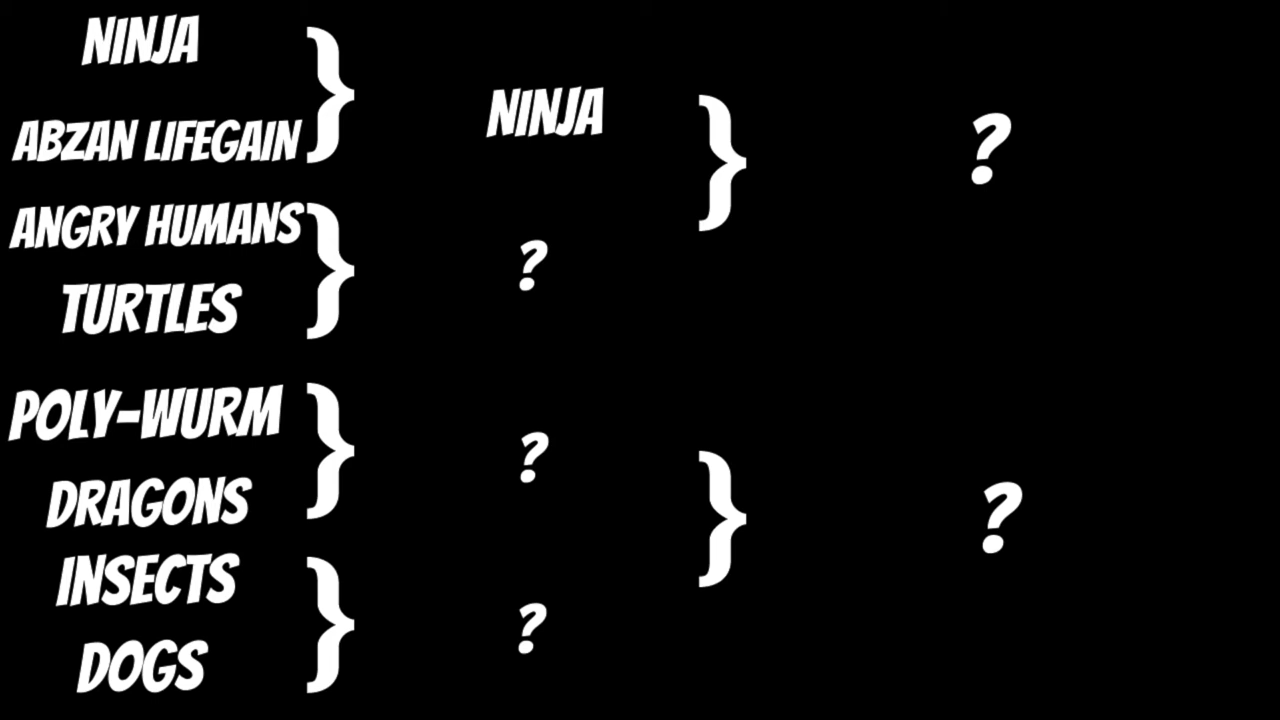 NINJA
ABZAN LIFEGAIN
ANGRY HUMANS
TURTLES
POLY-WURM
DRAGONS
INSECTS
DOGS
NINJA
?
?
?
?
?